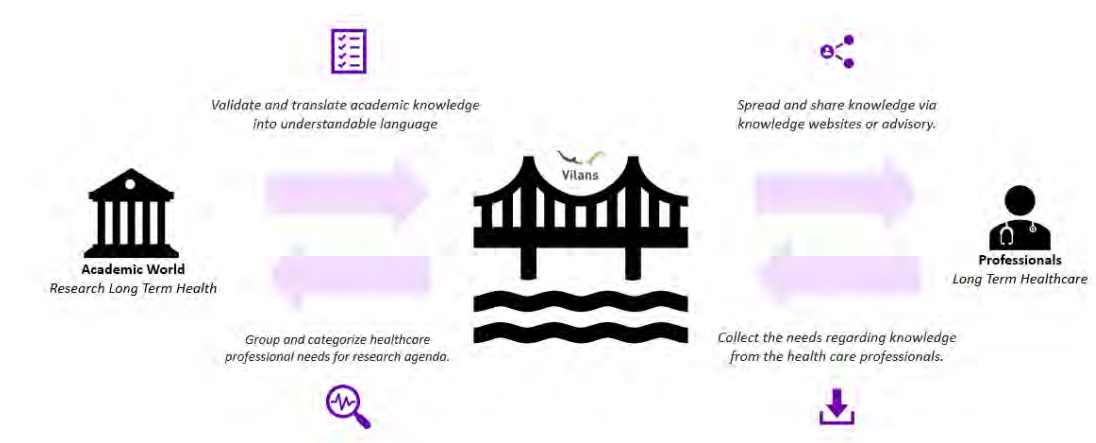 Validate and translate academic knowledge
into understandable language
Spread and share knowledge via
knowledge websites or advisory.
Vilans
Academic World
Research Long Term Health
Professionals
Long Term Healthcare
Group and categorize healthcare
professional needs for research agenda.
Collect the needs regarding knowledge
from the health care professionals.